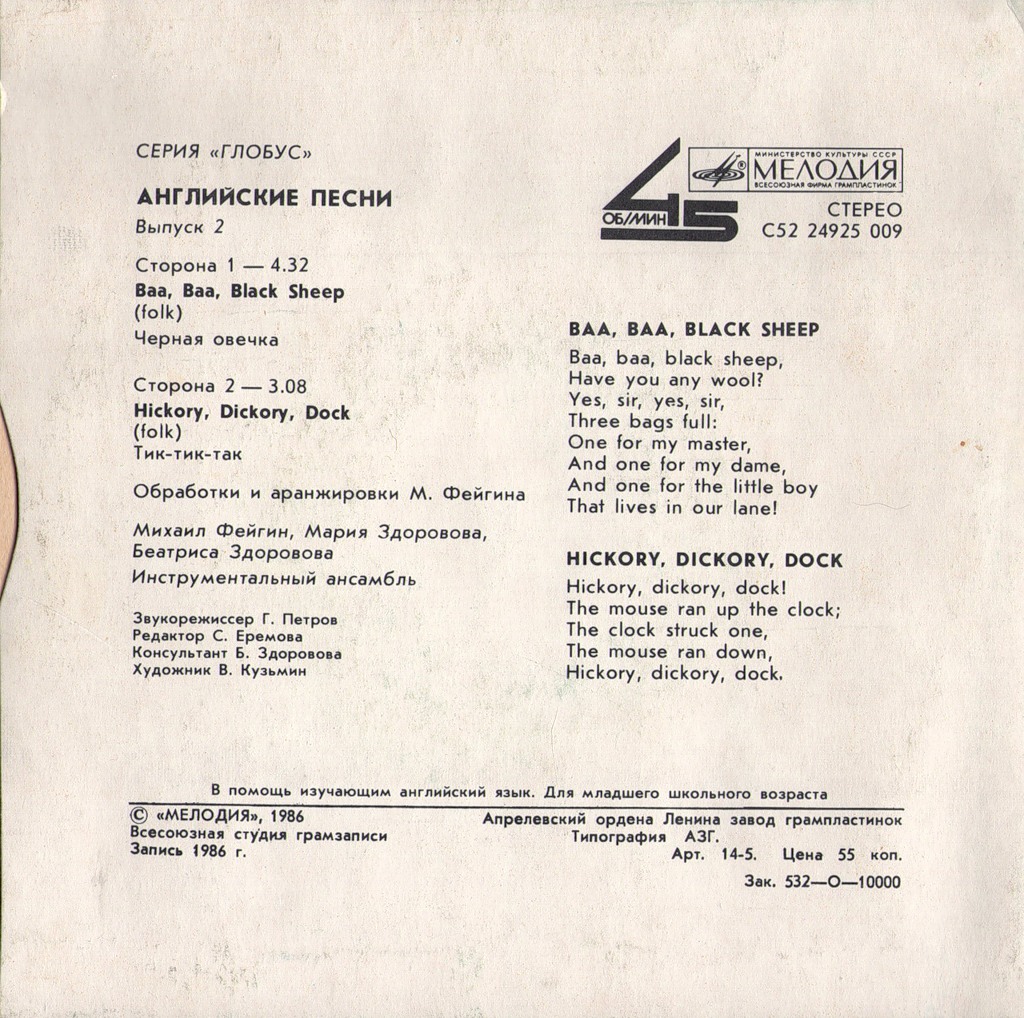 СЕРИЯ «ГЛОБУС»
АНГЛИЙСКИЕ ПЕСНИ
Выпуск 2
Сторона 1 — 4.32
Baa, Baa, Black Sheep
(folk)
Черная овечка
Сторона 2 — 3.08
Hickory, Dickory, Dock
(folk)
Тик-тик-так
Обработки и аранжировки М. Фейгина
Михаил Фейгин, Мария Здоровова,
Беатриса Здоровова
Инструментальный ансамбль
Звукорежиссер Г. Петров
Редактор С. Еремова
Консультант Б. Здоровова
Художник В. Кузьмин
45
ОБ/МИН
МИНИСТЕРСТВО КУЛЬТУРЫ СССР
МЕЛОДИЯ
ВСЕСОЮЗНАЯ ФИРМА ГРАМПЛАСТИНОК
СТЕРЕО
С52 24925 009
BAA, BAA, BLACK SHEEP
Baa, baa, black sheep,
Have you any wool?
Yes, sir, yes, sir,
Three bags full:
One for my master,
And one for my dame,
And one for the little boy
That lives in our lane!
HICKORY, DICKORY, DOCK
Hickory, dickory, dock!
The mouse ran up the clock;
The clock struck one,
The mouse ran down,
Hickory, dickory, dock.
В помощь изучающим английский язык. Для младшего школьного возраста
© «МЕЛОДИЯ», 1986
Всесоюзная студия грамзаписи
Запись 1986 г.
Апрелевский ордена Ленина завод грампластинок
Типография АЗГ.
Арт. 14-5. Цена 55 коп.
Зак. 532—О—10000